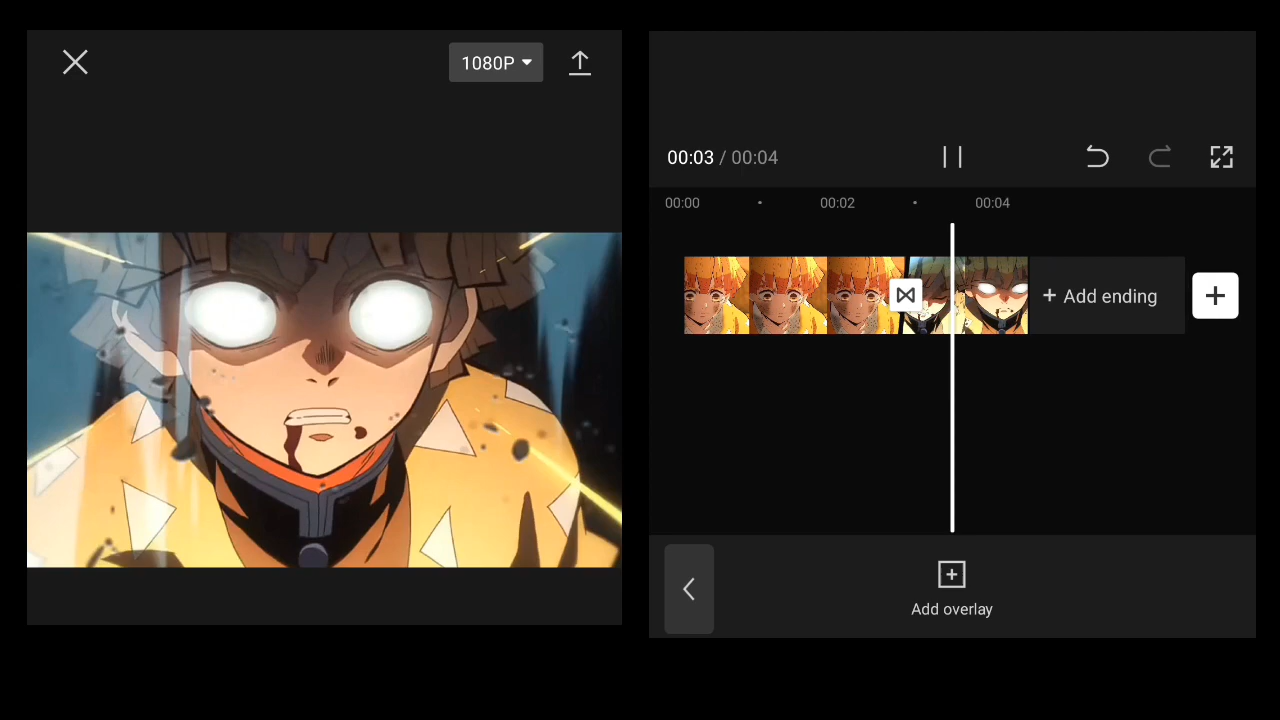 1080P
00:03 / 00:04
00:00
00:02
00:04
+ Add ending
Add overlay